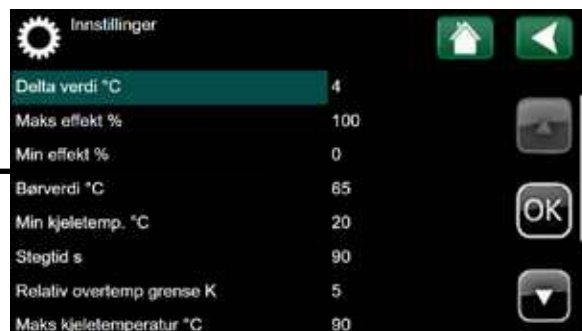 Innstillinger
Delta verdi °C 4
Maks effekt % 100
Min effekt % 0
Børverdi °C 65
Min kjeletemp. °C 20
Stegtid s 90
Relativ overtemp grense K 5
OK
Maks kjeletemperatur °C 90